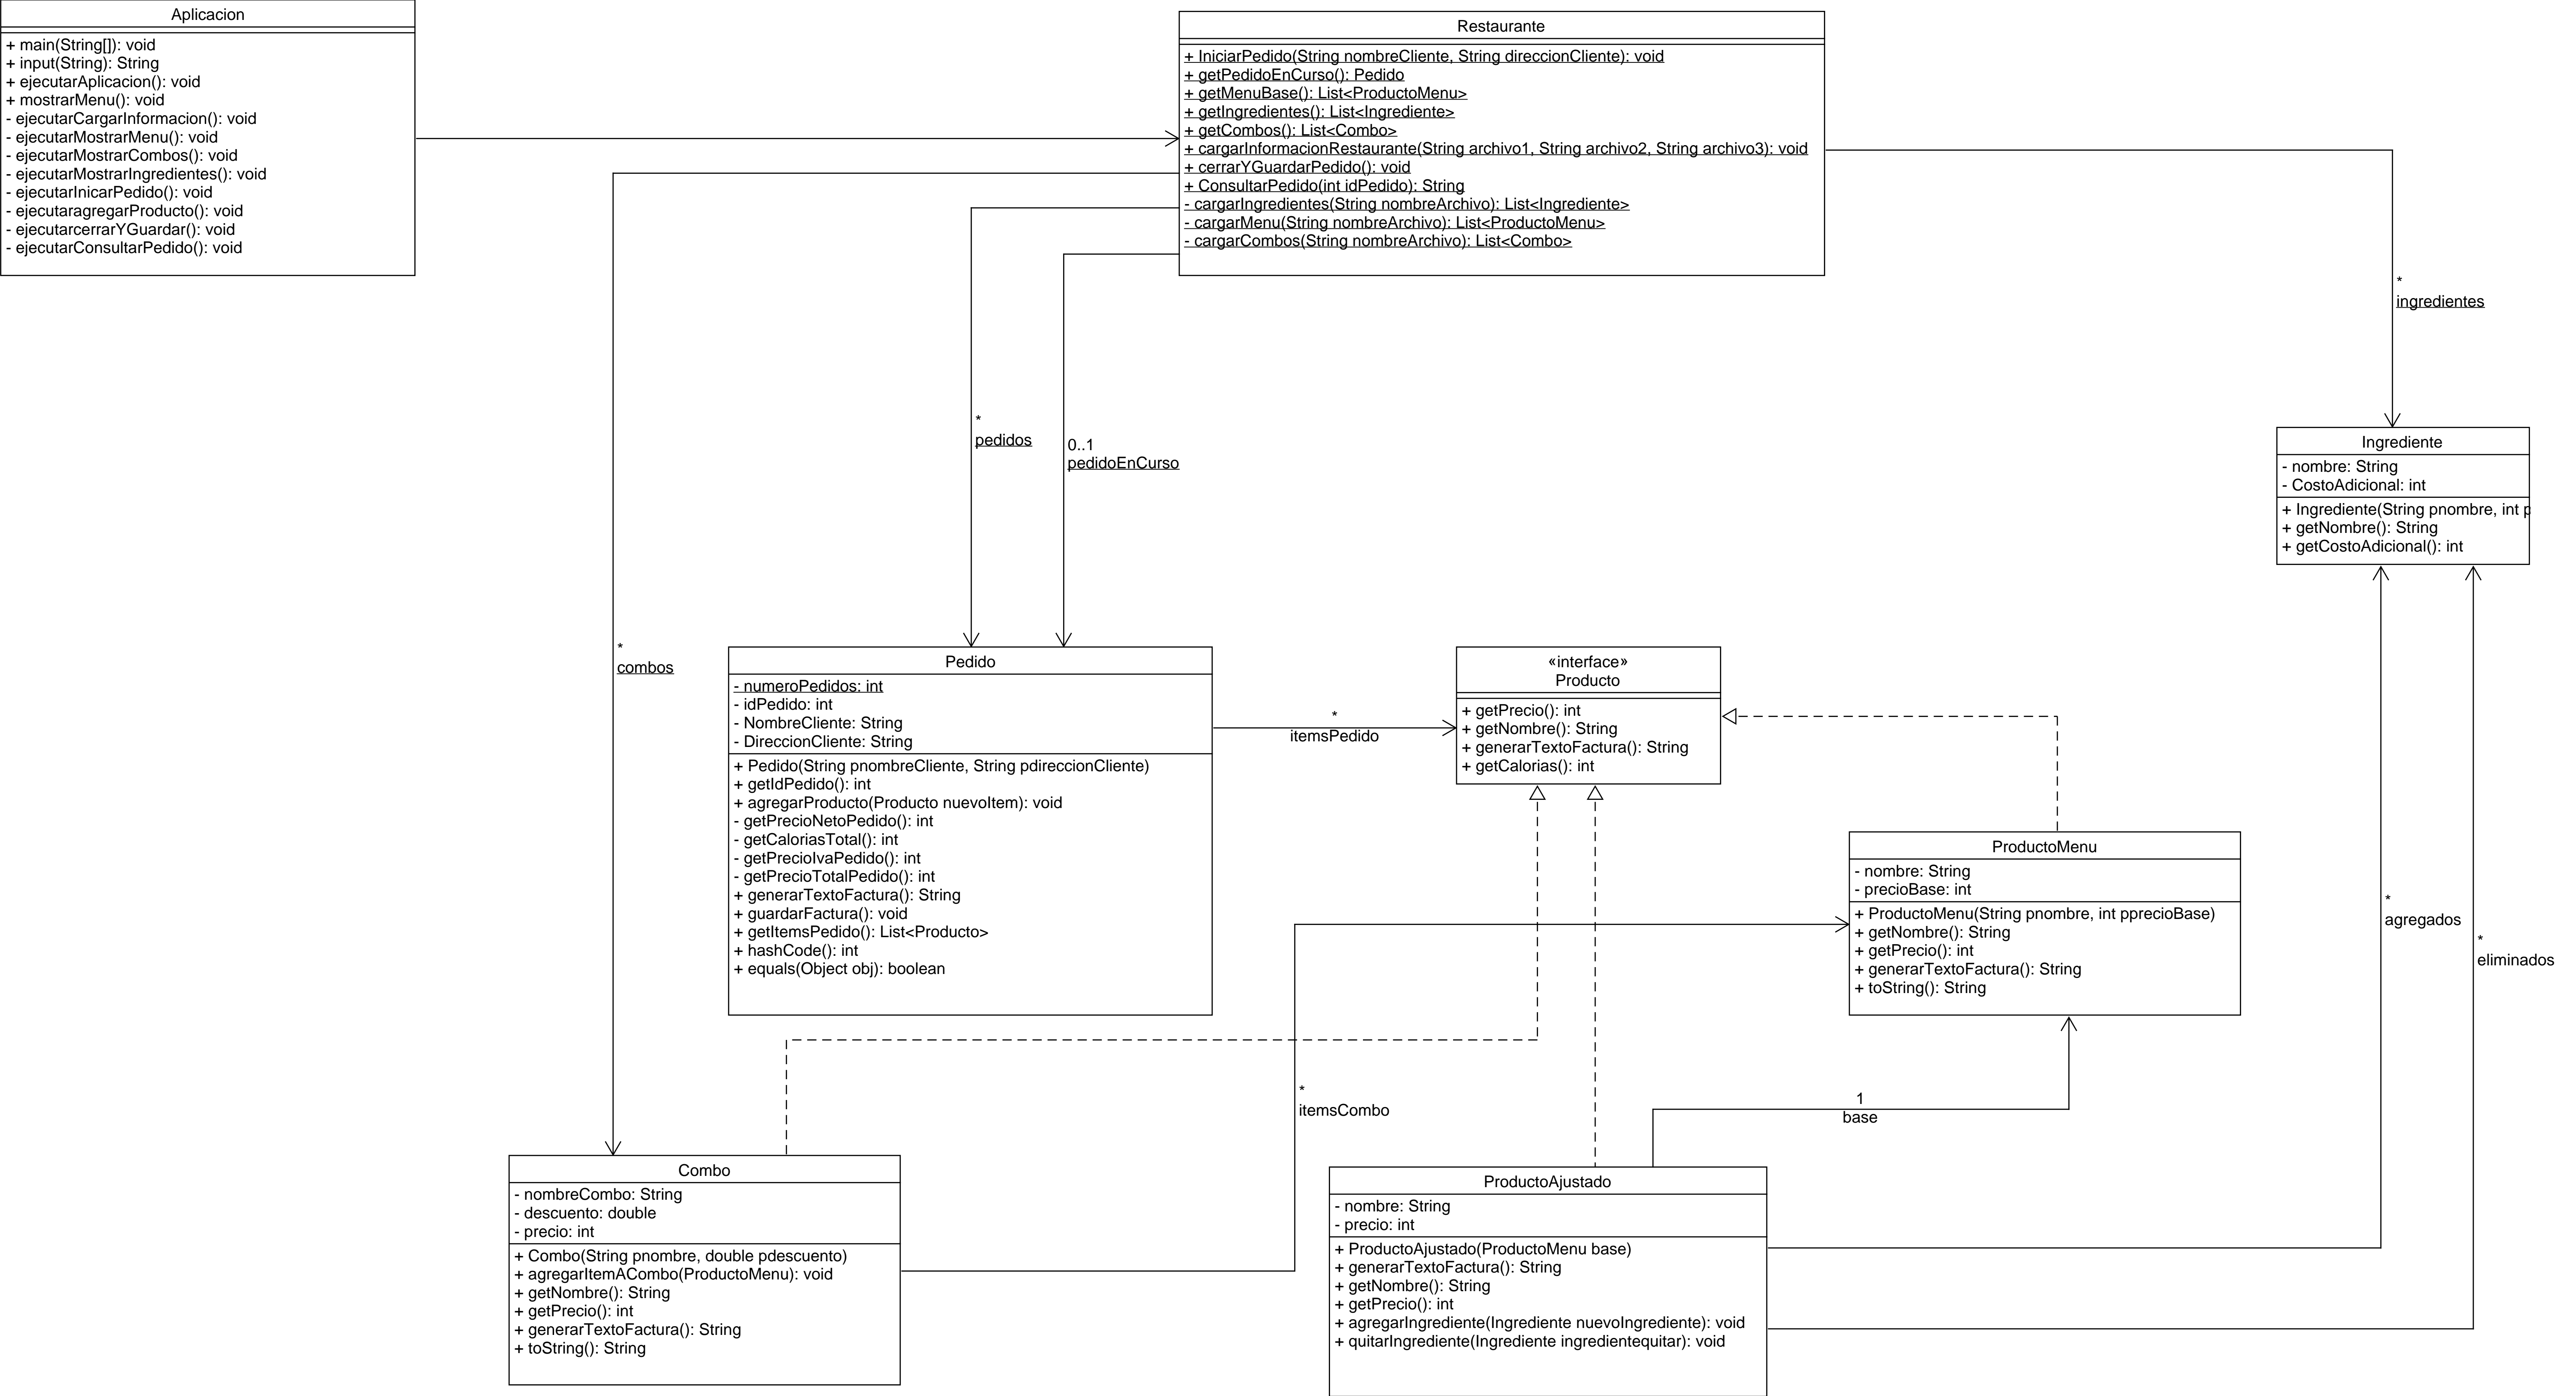 Aplicacion
+ main(String[]): void
+ input(String): String
+ ejecutarAplicacion(): void
+ mostrarMenu(): void
- ejecutarCargarInformacion(): void
- ejecutarMostrarMenu(): void
- ejecutarMostrarCombos(): void
- ejecutarMostrarIngredientes(): void
- ejecutarInicarPedido(): void
- ejecutaragregarProducto(): void
- ejecutarcerrarYGuardar(): void
- ejecutarConsultarPedido(): void
Restaurante
+ IniciarPedido(String nombreCliente, String direccionCliente): void
+ getPedidoEnCurso(): Pedido
+ getMenuBase(): List<ProductoMenu>
+ getIngredientes(): List<Ingrediente>
+ getCombos(): List<Combo>
+ cargarInformacionRestaurante(String archivo1, String archivo2, String archivo3): void
+ cerrarYGuardarPedido(): void
+ ConsultarPedido(int idPedido): String
- cargarIngredientes(String nombreArchivo): List<Ingrediente>
- cargarMenu(String nombreArchivo): List<ProductoMenu>
- cargarCombos(String nombreArchivo): List<Combo>
*
ingredientes
*
pedidos
0..1
pedidoEnCurso
*
combos
Ingrediente
- nombre: String
- CostoAdicional: int
+ Ingrediente(String pnombre, int p
+ getNombre(): String
+ getCostoAdicional(): int
Pedido
- numeroPedidos: int
- idPedido: int
- NombreCliente: String
- DireccionCliente: String
+ Pedido(String pnombreCliente, String pdireccionCliente)
+ getIdPedido(): int
+ agregarProducto(Producto nuevoItem): void
- getPrecioNetoPedido(): int
- getCaloriasTotal(): int
- getPrecioIvaPedido(): int
- getPrecioTotalPedido(): int
+ generarTextoFactura(): String
+ guardarFactura(): void
+ getItemsPedido(): List<Producto>
+ hashCode(): int
+ equals(Object obj): boolean
*
itemsPedido
«interface»
Producto
+ getPrecio(): int
+ getNombre(): String
+ generarTextoFactura(): String
+ getCalorias(): int
ProductoMenu
- nombre: String
- precioBase: int
+ ProductoMenu(String pnombre, int pprecioBase)
+ getNombre(): String
+ getPrecio(): int
+ generarTextoFactura(): String
+ toString(): String
*
agregados
*
eliminados
*
itemsCombo
1
base
Combo
- nombreCombo: String
- descuento: double
- precio: int
+ Combo(String pnombre, double pdescuento)
+ agregarItemACombo(ProductoMenu): void
+ getNombre(): String
+ getPrecio(): int
+ generarTextoFactura(): String
+ toString(): String
ProductoAjustado
- nombre: String
- precio: int
+ ProductoAjustado(ProductoMenu base)
+ generarTextoFactura(): String
+ getNombre(): String
+ getPrecio(): int
+ agregarIngrediente(Ingrediente nuevoIngrediente): void
+ quitarIngrediente(Ingrediente ingredientequitar): void